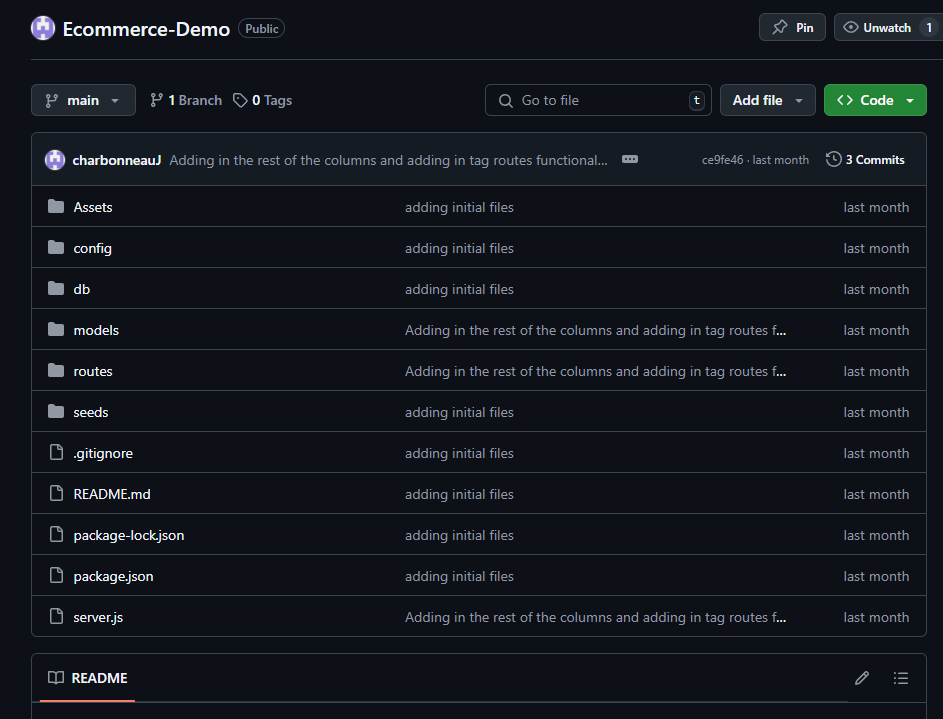 Ecommerce-Demo Public Pin Unwatch 1
main 1 Branch 0 Tags Go to file t Add file Code
charbonneauJ Adding in the rest of the columns and adding in tag routes functional... ce9fe46 · last month 3 Commits
Assets adding initial files last month
config adding initial files last month
db adding initial files last month
models Adding in the rest of the columns and adding in tag routes f... last month
routes Adding in the rest of the columns and adding in tag routes f... last month
seeds adding initial files last month
.gitignore adding initial files last month
README.md adding initial files last month
package-lock.json adding initial files last month
package.json adding initial files last month
server.js Adding in the rest of the columns and adding in tag routes f... last month
README